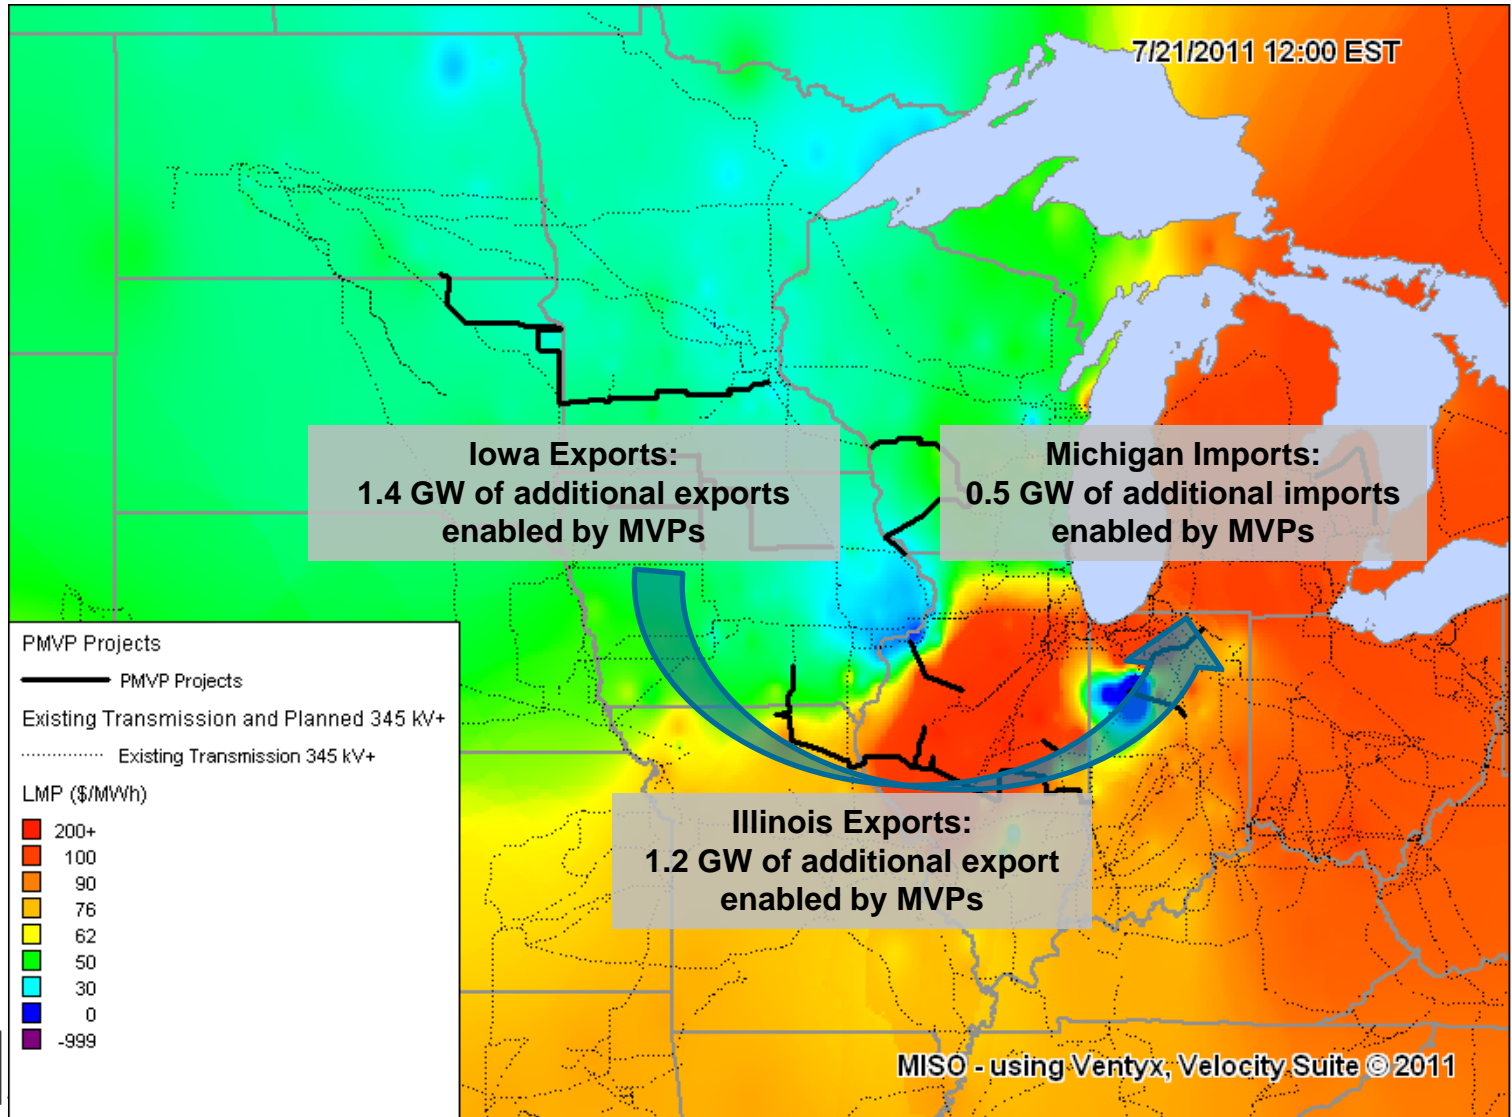 7/21/2011 12:00 EST
Iowa Exports:
1.4 GW of additional exports
enabled by MVPs
Michigan Imports:
0.5 GW of additional imports
enabled by MVPs
Illinois Exports:
1.2 GW of additional export
enabled by MVPs
PMVP Projects
PMVP Projects
Existing Transmission and Planned 345 kV+
Existing Transmission 345 kV+
LMP ($/MWh)
200+
100
90
76
62
50
30
0
-999
MISO - using Ventyx, Velocity Suite © 2011